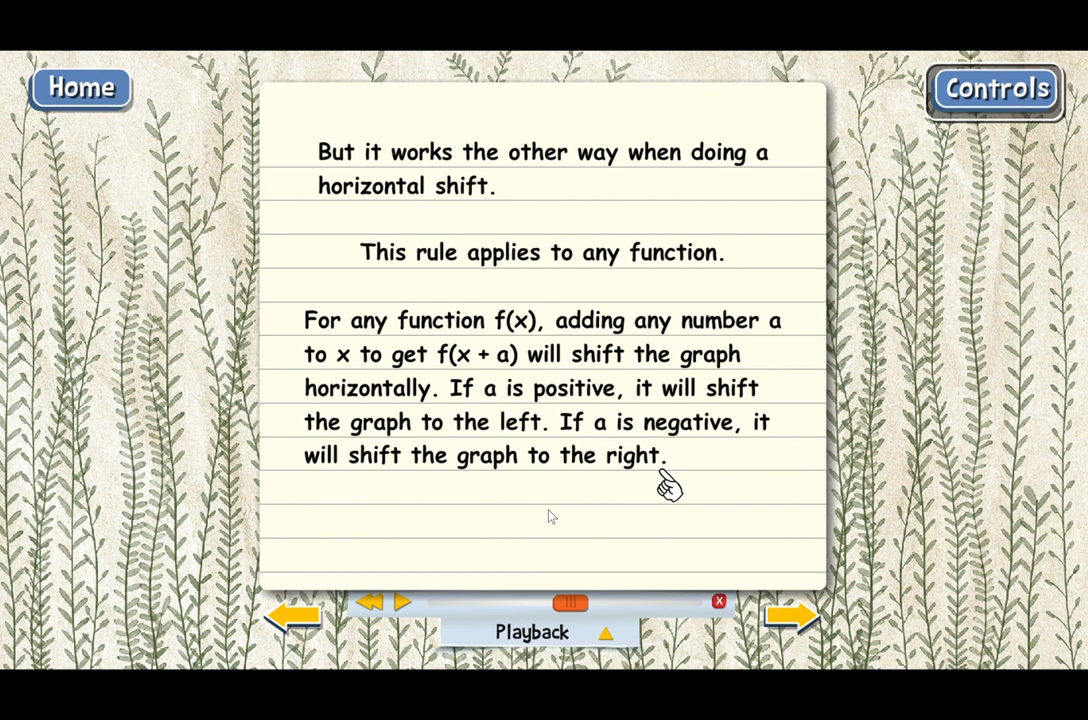 Home
Controls
But it works the other way when doing a
horizontal shift.
This rule applies to any function.
For any function f(x), adding any number a
to x to get f(x + a) will shift the graph
horizontally. If a is positive, it will shift
the graph to the left. If a is negative, it
will shift the graph to the right.
X
Playback